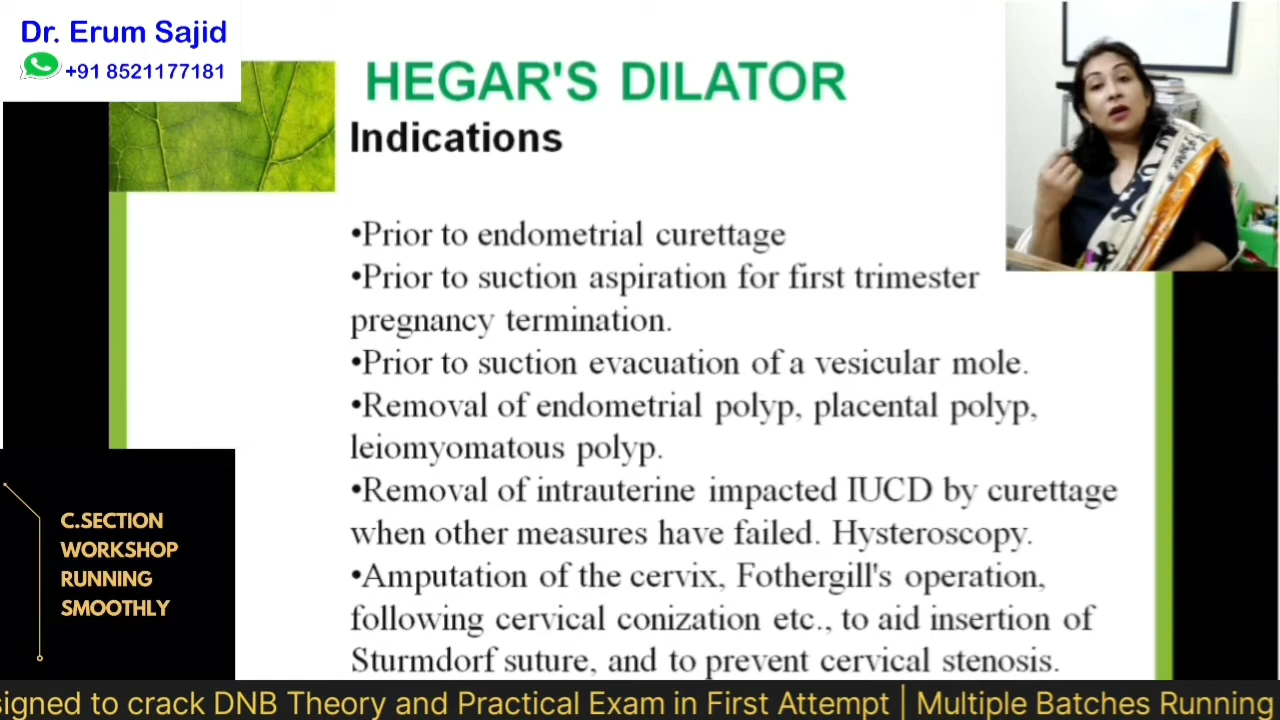 Dr. Erum Sajid
+91 8521177181
HEGAR'S DILATOR
Indications
•Prior to endometrial curettage
•Prior to suction aspiration for first trimester
pregnancy termination.
•Prior to suction evacuation of a vesicular mole.
•Removal of endometrial polyp, placental polyp,
leiomyomatous polyp.
•Removal of intrauterine impacted IUCD by curettage
when other measures have failed. Hysteroscopy.
•Amputation of the cervix, Fothergill's operation,
following cervical conization etc., to aid insertion of
Sturmdorf suture, and to prevent cervical stenosis.
C.SECTION
WORKSHOP
RUNNING
SMOOTHLY
signed to crack DNB Theory and Practical Exam in First Attempt | Multiple Batches Running